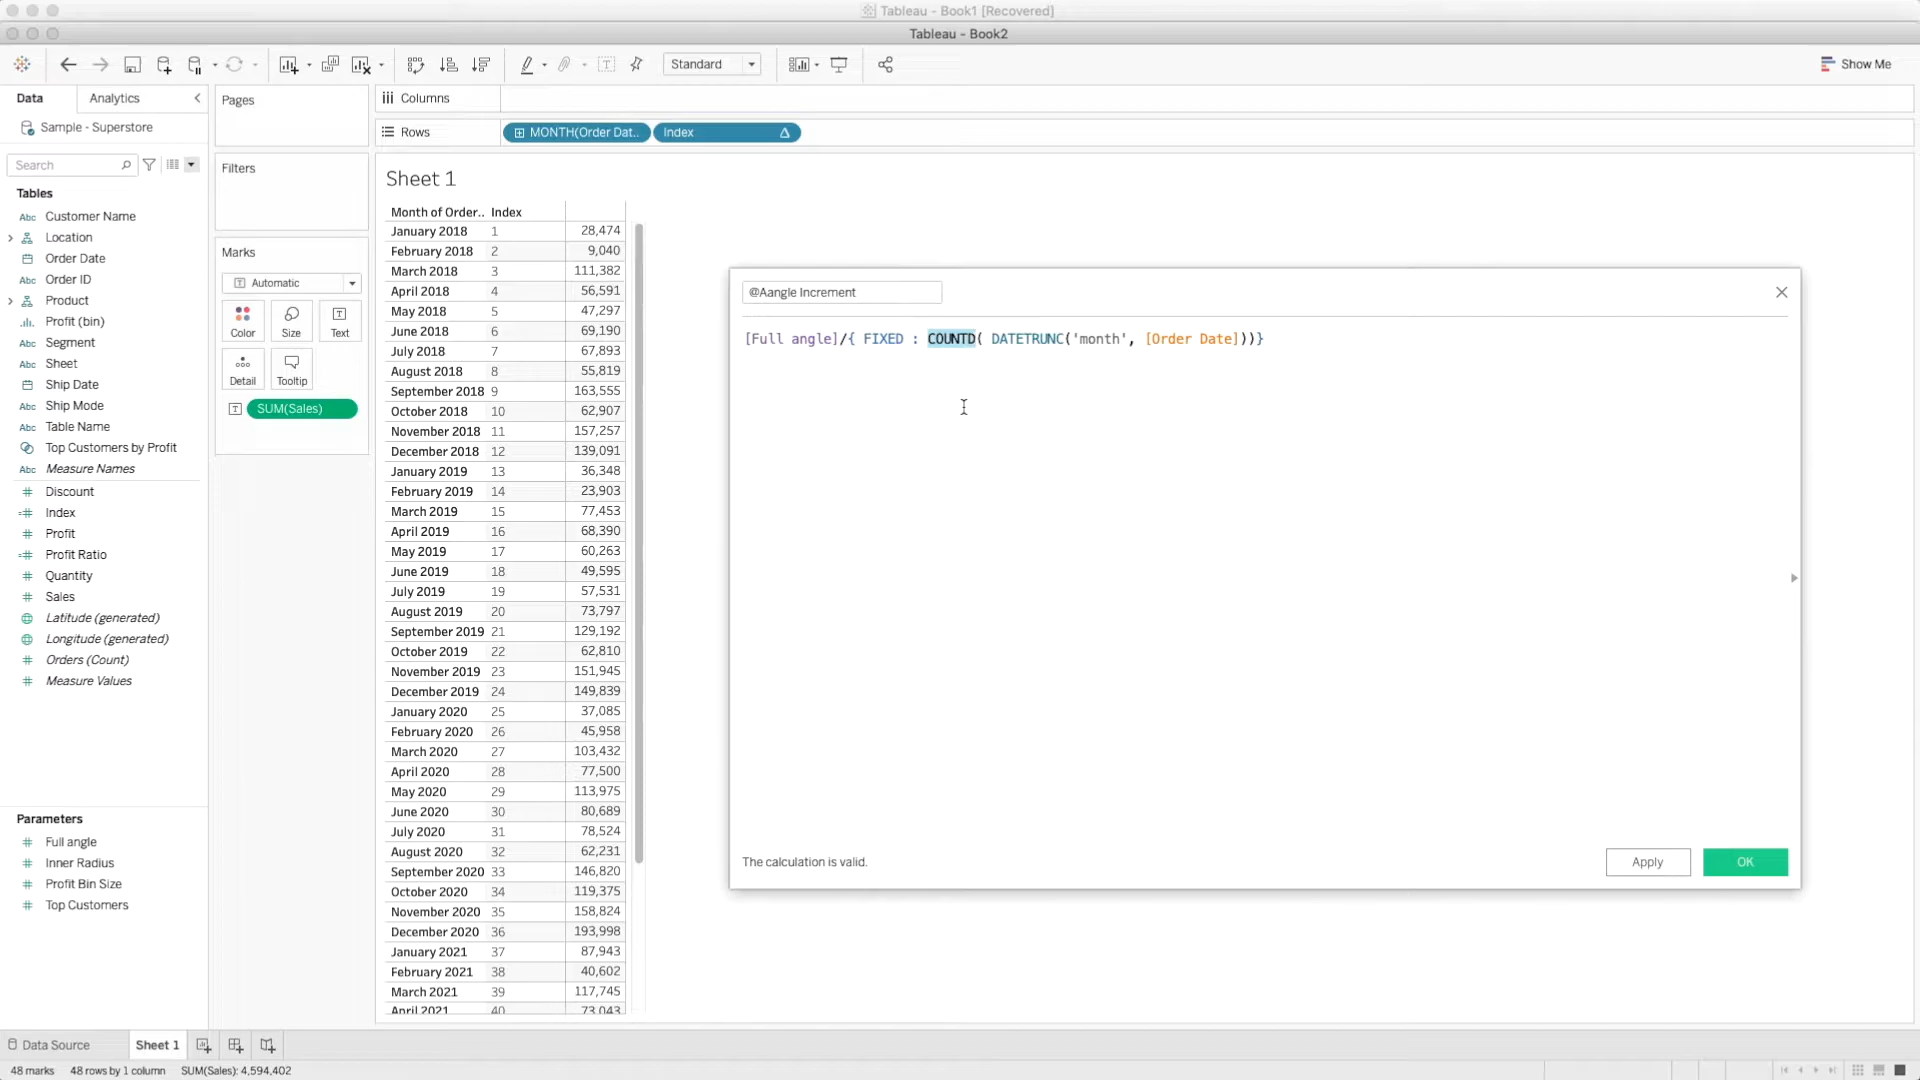 Tableau - Book1 [Recovered]
Tableau - Book2
Standard
Show Me
Data
Analytics
Pages
Columns
Sample - Superstore
Rows
MONTH(Order Dat..
Index
Search
Filters
Sheet 1
Tables
Abc Customer Name
Location
Order Date
Abc Order ID
Product
Profit (bin)
Abc Segment
Abc Sheet
Ship Date
Abc Ship Mode
Abc Table Name
Top Customers by Profit
Abc Measure Names
Discount
Index
Profit
Profit Ratio
Quantity
Sales
Latitude (generated)
Longitude (generated)
Orders (Count)
Measure Values
Parameters
Full angle
Inner Radius
Profit Bin Size
Top Customers
Marks
Automatic
Color
Size
Text
Detail
Tooltip
SUM(Sales)
Month of Order.. Index
January 2018 1 28,474
February 2018 2 9,040
March 2018 3 111,382
April 2018 4 56,591
May 2018 5 47,297
June 2018 6 69,190
July 2018 7 67,893
August 2018 8 55,819
September 2018 9 163,555
October 2018 10 62,907
November 2018 11 157,257
December 2018 12 139,091
January 2019 13 36,348
February 2019 14 23,903
March 2019 15 77,453
April 2019 16 68,390
May 2019 17 60,263
June 2019 18 49,595
July 2019 19 57,531
August 2019 20 73,797
September 2019 21 129,192
October 2019 22 62,810
November 2019 23 151,945
December 2019 24 149,839
January 2020 25 37,085
February 2020 26 45,958
March 2020 27 103,432
April 2020 28 77,500
May 2020 29 113,975
June 2020 30 80,689
July 2020 31 78,524
August 2020 32 62,231
September 2020 33 146,820
October 2020 34 119,375
November 2020 35 158,824
December 2020 36 193,998
January 2021 37 87,943
February 2021 38 40,602
March 2021 39 117,745
April 2021 40 73,043
@Aangle Increment
[Full angle]/{ FIXED : COUNTD( DATETRUNC('month', [Order Date]))}
The calculation is valid.
Apply
OK
Data Source
Sheet 1
48 marks
48 rows by 1 column
SUM(Sales): 4,594,402